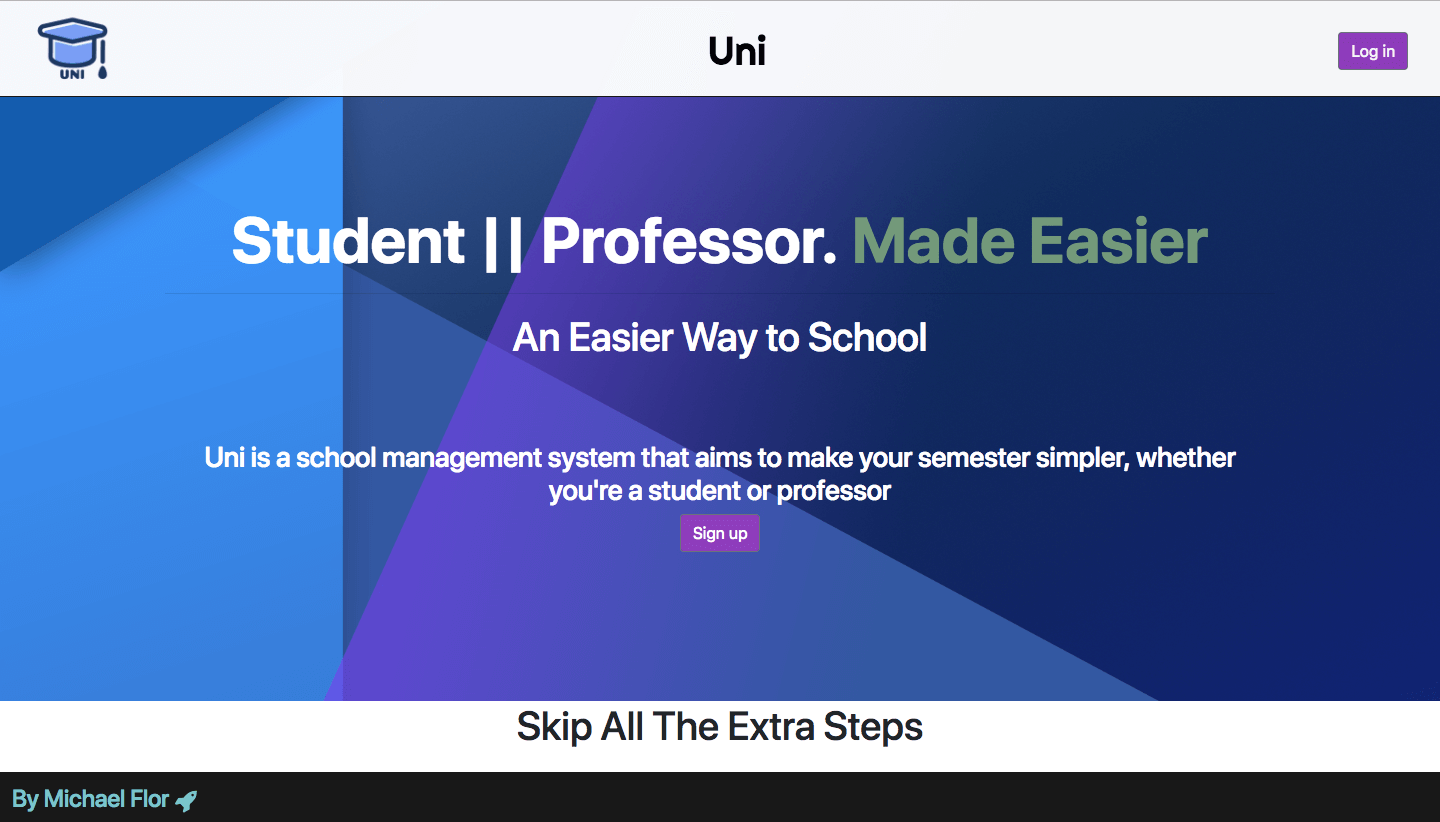 UNI
Uni
Log in
Student || Professor. Made Easier
An Easier Way to School
Uni is a school management system that aims to make your semester simpler, whether
you're a student or professor
Sign up
Skip All The Extra Steps
By Michael Flor